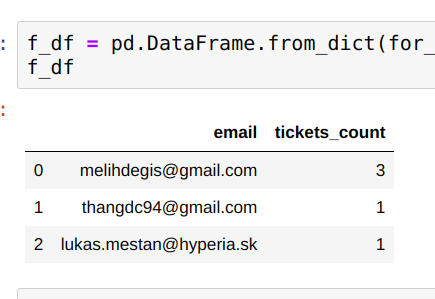 : f_df = pd.DataFrame.from_dict(for_
f_df
:
email tickets_count
0 melihdegis@gmail.com 3
1 thangdc94@gmail.com 1
2 lukas.mestan@hyperia.sk 1